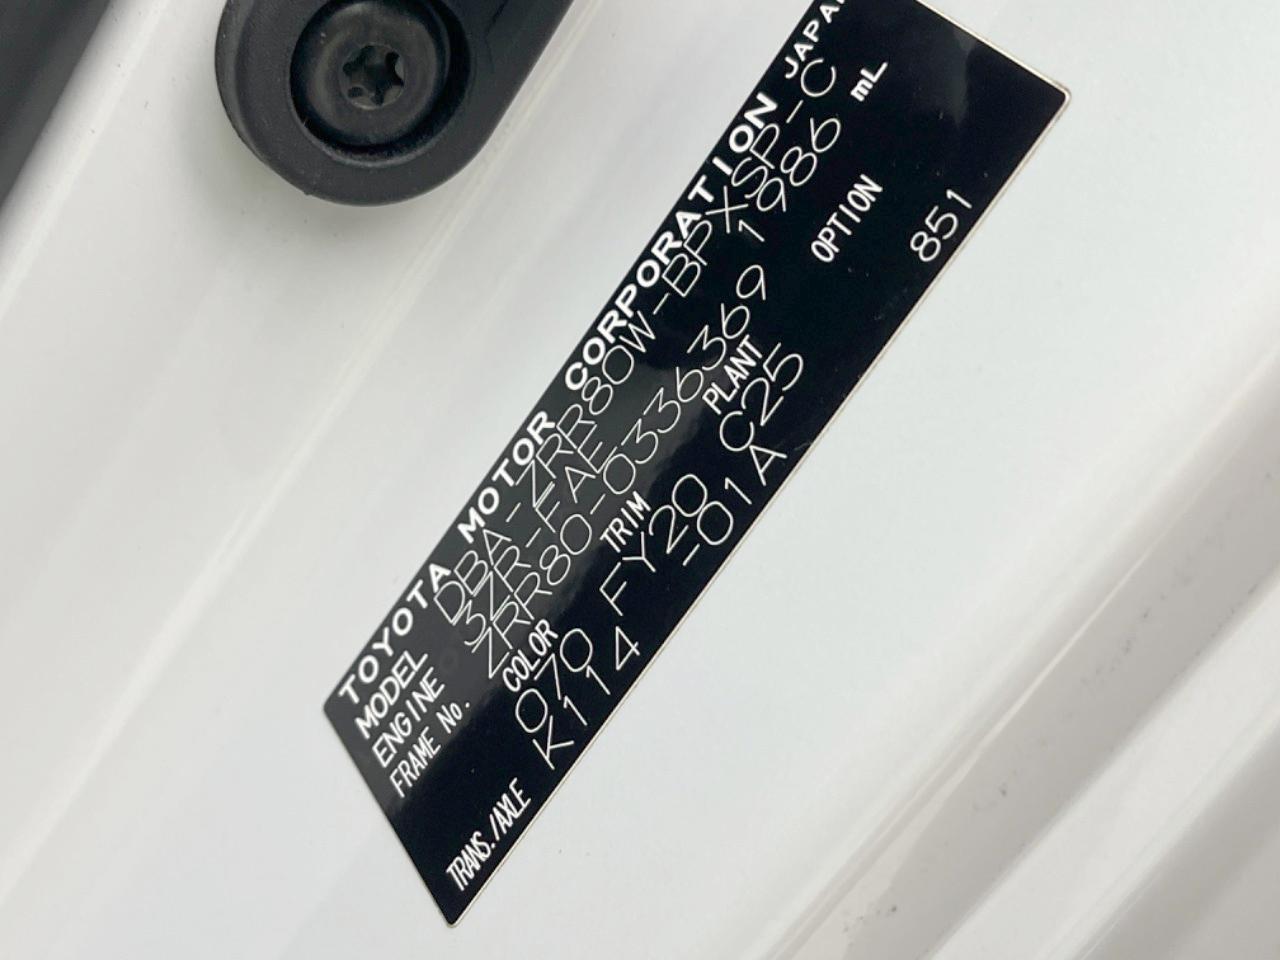 TOYOTA MOTOR CORPORATION JAPAN
MODEL DBA-ZRR80W-BPXSP-C
ENGINE 3ZR-FAE 1986 mL
FRAME No. ZRR80-0336369
COLOR TRIM PLANT OPTION
070 FY20 C25 851
TRANS./AXLE K114 -01A